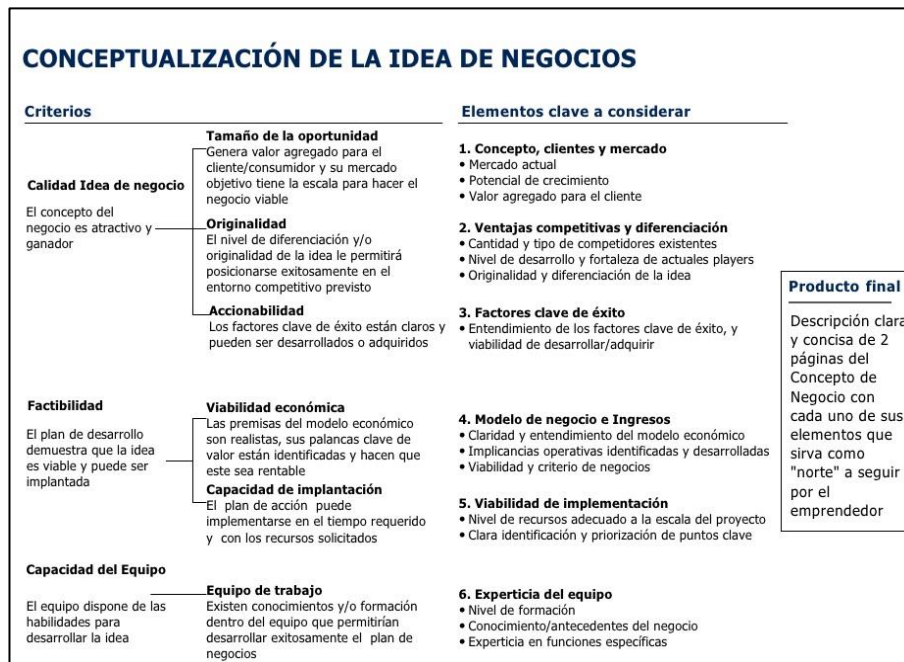 CONCEPTUALIZACIÓN DE LA IDEA DE NEGOCIOS
Criterios
Calidad Idea de negocio
El concepto del
negocio es atractivo y
ganador
Tamaño de la oportunidad
Genera valor agregado para el
cliente/consumidor y su mercado
objetivo tiene la escala para hacer el
negocio viable
Originalidad
El nivel de diferenciación y/o
originalidad de la idea le permitirá
posicionarse exitosamente en el
entorno competitivo previsto
Accionabilidad
Los factores clave de éxito están claros y
pueden ser desarrollados o adquiridos
Factibilidad
El plan de desarrollo
demuestra que la idea
es viable y puede ser
implantada
Viabilidad económica
Las premisas del modelo económico
son realistas, sus palancas clave de
valor están identificadas y hacen que
este sea rentable
Capacidad de implantación
El plan de acción puede
implementarse en el tiempo requerido
y con los recursos solicitados
Capacidad del Equipo
El equipo dispone de las
habilidades para
desarrollar la idea
Equipo de trabajo
Existen conocimientos y/o formación
dentro del equipo que permitirían
desarrollar exitosamente el plan de
negocios
Elementos clave a considerar
1. Concepto, clientes y mercado
• Mercado actual
• Potencial de crecimiento
• Valor agregado para el cliente
2. Ventajas competitivas y diferenciación
• Cantidad y tipo de competidores existentes
• Nivel de desarrollo y fortaleza de actuales players
• Originalidad y diferenciación de la idea
3. Factores clave de éxito
• Entendimiento de los factores clave de éxito, y
viabilidad de desarrollar/adquirir
4. Modelo de negocio e Ingresos
• Claridad y entendimiento del modelo económico
• Implicancias operativas identificadas y desarrolladas
• Viabilidad y criterio de negocios
5. Viabilidad de implementación
• Nivel de recursos adecuado a la escala del proyecto
• Clara identificación y priorización de puntos clave
6. Experticia del equipo
• Nivel de formación
• Conocimiento/antecedentes del negocio
• Experticia en funciones específicas
Producto final
Descripción clara
y concisa de 2
páginas del
Concepto de
Negocio con
cada uno de sus
elementos que
sirva como
"norte" a seguir
por el
emprendedor